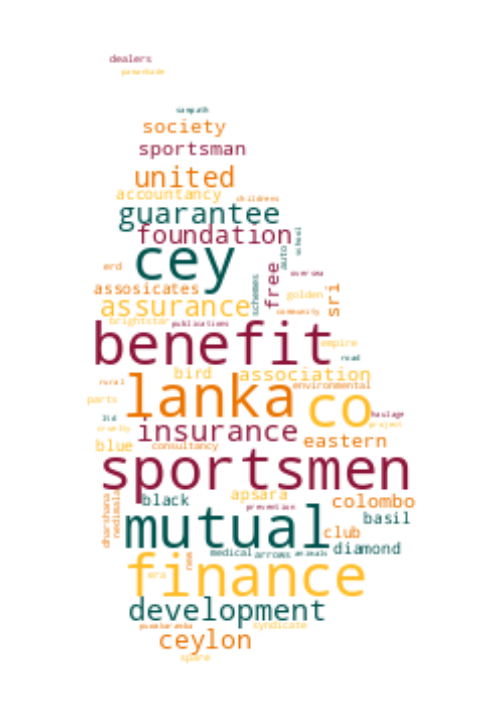 dealers
sampath
society
sportsman
united
accountancy
childrens
guarantee
foundation
school
auto
cey
erd
oversea
free
schemes
assosicates
golden
sri
assurance
community
brightstar
publications
benefit
empire
road
bird
association
rural
environmental
lanka
co
parts
haulage
ltd
project
cruelty
insurance
eastern
blue
consultancy
sportsmen
black
apsara
colombo
prevention
basil
dharshana
nedimala
mutual
club
diamond
medical
arrows
animals
new
finance
era
development
syndicate
ceylon
spare